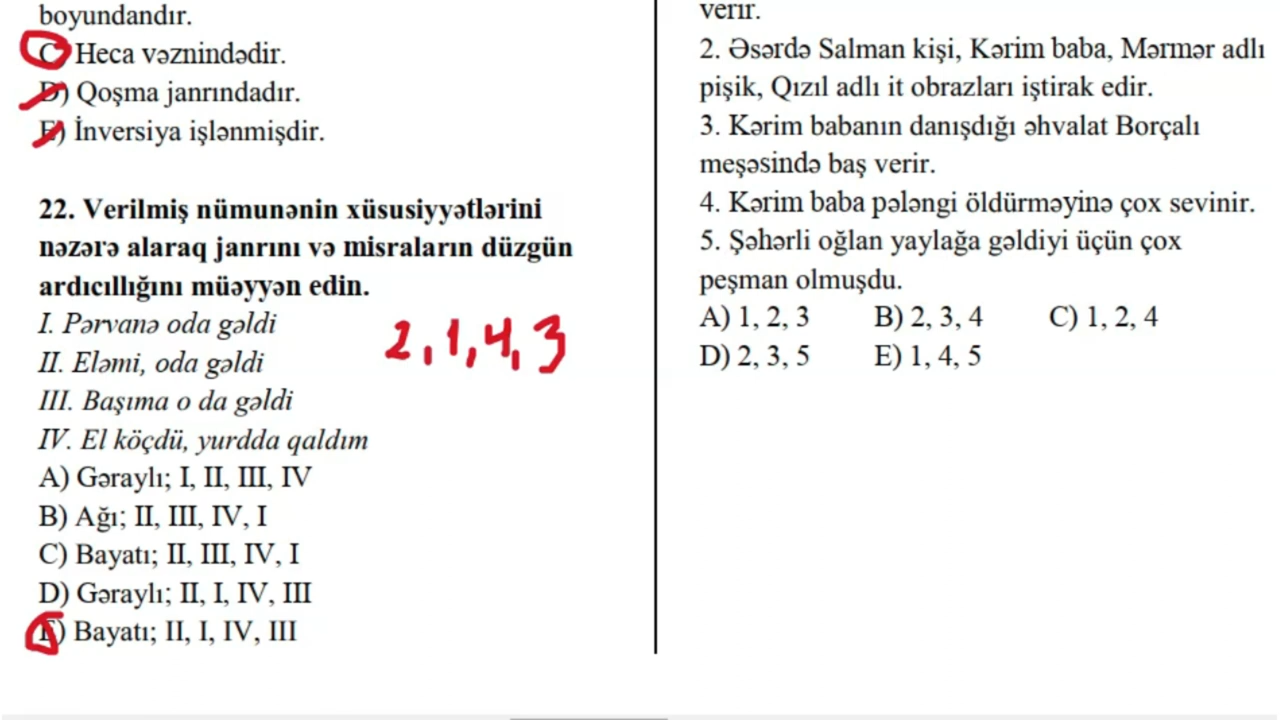 boyundandır.
C) Heca vəznindədir.
D) Qoşma janrındadır.
E) İnversiya işlənmişdir.
22. Verilmiş nümunənin xüsusiyyətlərini
nəzərə alaraq janrını və misraların düzgün
ardıcıllığını müəyyən edin.
I. Pərvanə oda gəldi
II. Eləmi, oda gəldi
III. Başıma o da gəldi
IV. El köçdü, yurdda qaldım
2, 1, 4, 3
A) Gəraylı; I, II, III, IV
B) Ağı; II, III, IV, I
C) Bayatı; II, III, IV, I
D) Gəraylı; II, I, IV, III
E) Bayatı; II, I, IV, III
verir.
2. Əsərdə Salman kişi, Kərim baba, Mərmər adlı
pişik, Qızıl adlı it obrazları iştirak edir.
3. Kərim babanın danışdığı əhvalat Borçalı
meşəsində baş verir.
4. Kərim baba pələngi öldürməyinə çox sevinir.
5. Şəhərli oğlan yaylağa gəldiyi üçün çox
peşman olmuşdu.
A) 1, 2, 3 B) 2, 3, 4 C) 1, 2, 4
D) 2, 3, 5 E) 1, 4, 5